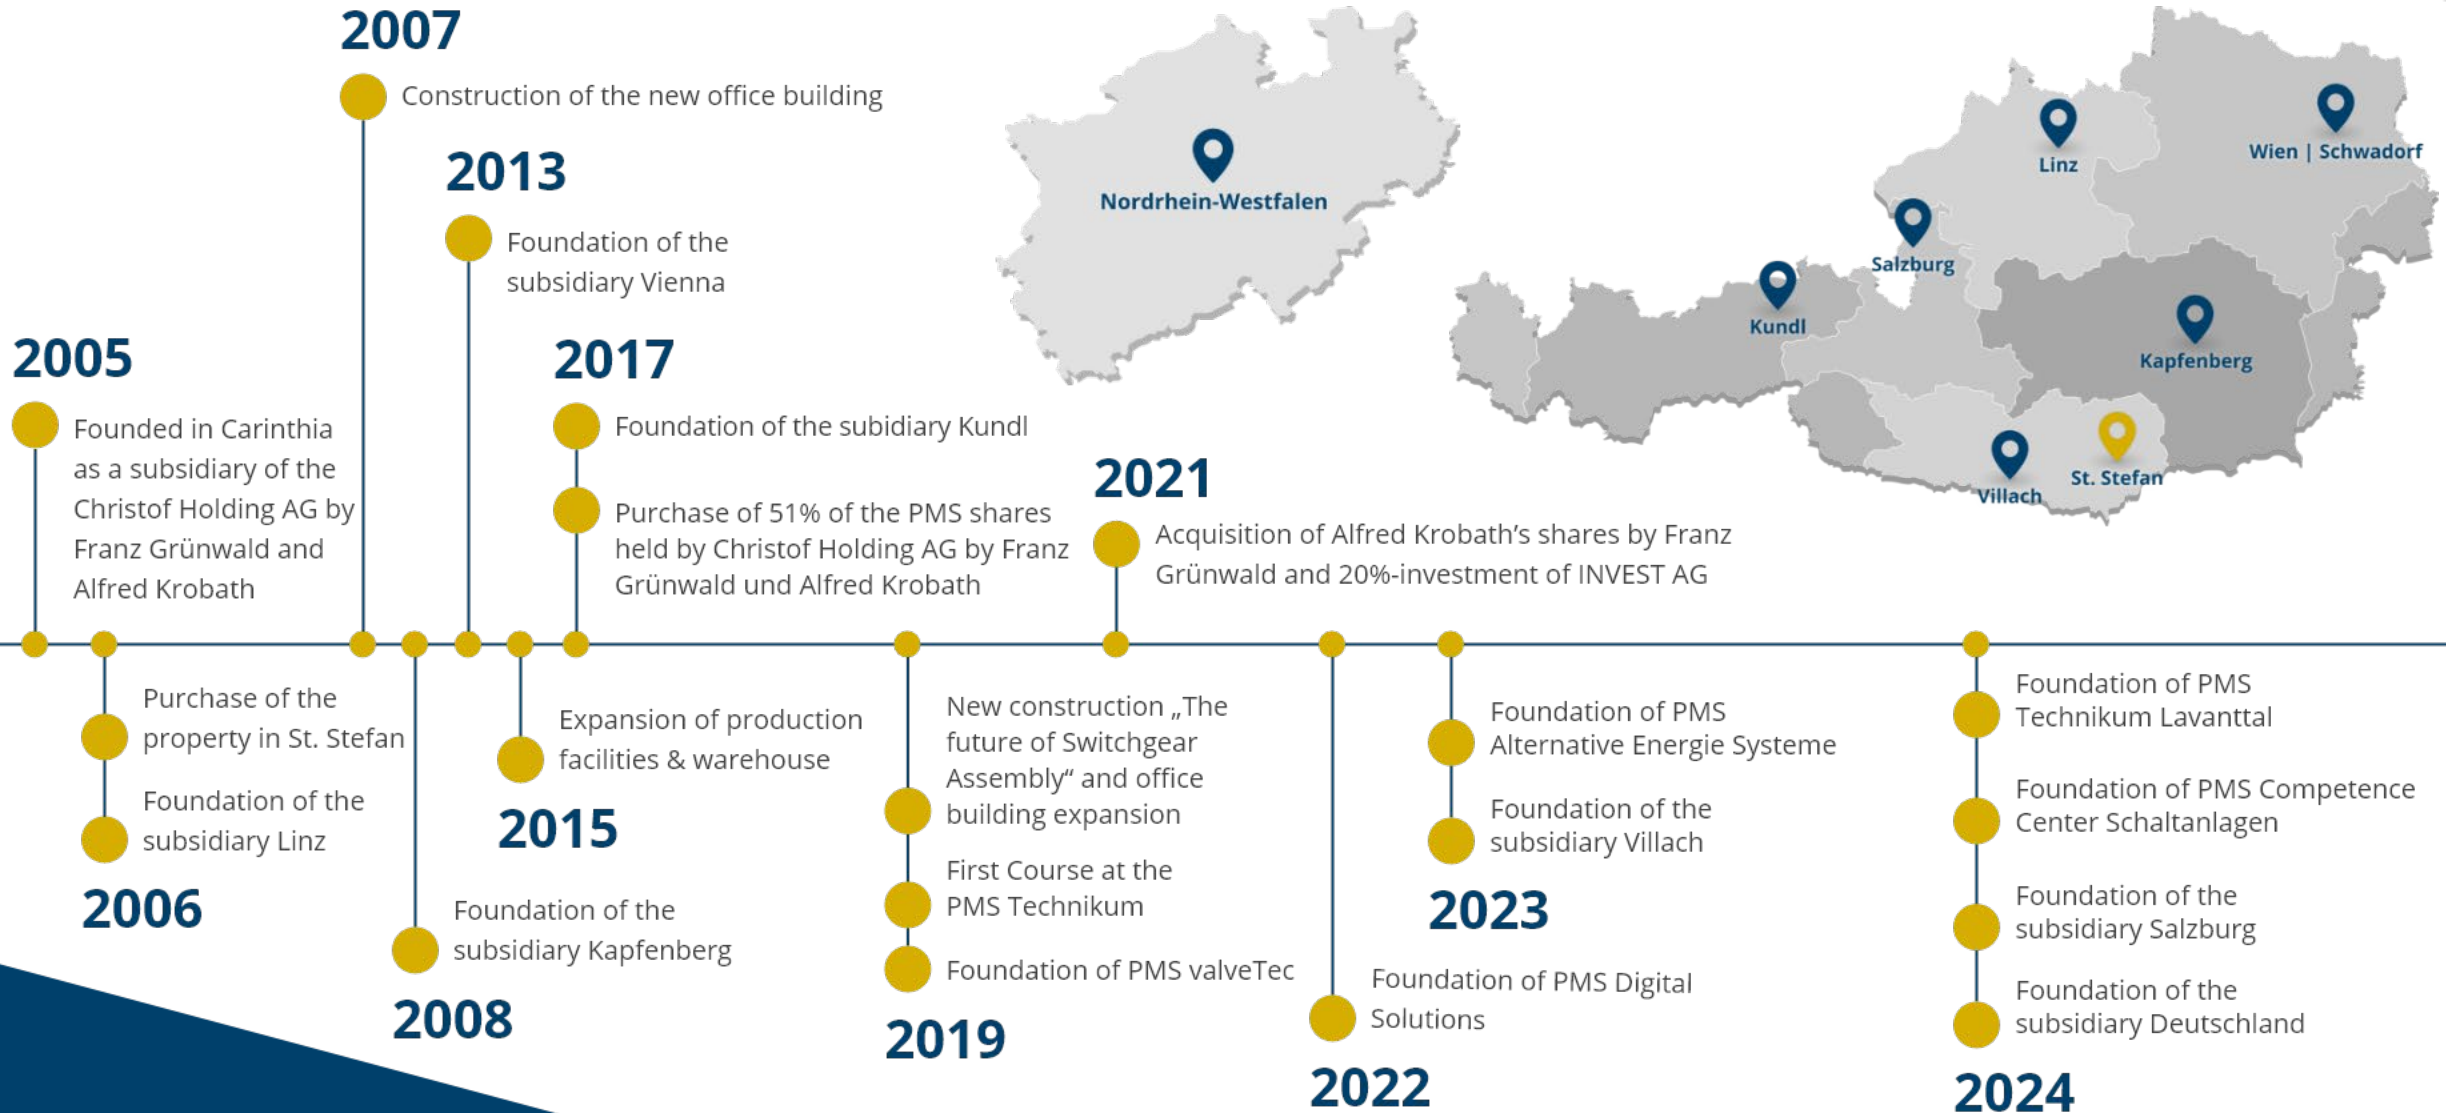 2007
Construction of the new office building
2013
Foundation of the
subsidiary Vienna
2005
Founded in Carinthia
as a subsidiary of the
Christof Holding AG by
Franz Grünwald and
Alfred Krobath
2017
Foundation of the subidiary Kundl
Purchase of 51% of the PMS shares
held by Christof Holding AG by Franz
Grünwald und Alfred Krobath
2021
Acquisition of Alfred Krobath’s shares by Franz
Grünwald and 20%-investment of INVEST AG
Nordrhein-Westfalen
Linz
Wien | Schwadorf
Salzburg
Kundl
Kapfenberg
St. Stefan
Villach
Purchase of the
property in St. Stefan
Foundation of the
subsidiary Linz
2006
Foundation of the
subsidiary Kapfenberg
2008
Expansion of production
facilities & warehouse
2015
New construction „The
future of Switchgear
Assembly“ and office
building expansion
First Course at the
PMS Technikum
Foundation of PMS valveTec
2019
Foundation of PMS Digital
Solutions
2022
Foundation of PMS
Alternative Energie Systeme
Foundation of the
subsidiary Villach
2023
Foundation of PMS
Technikum Lavanttal
Foundation of PMS Competence
Center Schaltanlagen
Foundation of the
subsidiary Salzburg
Foundation of the
subsidiary Deutschland
2024